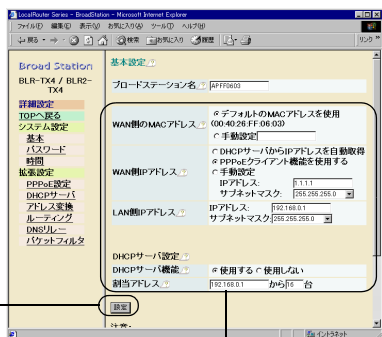 LocalRouter Series - BroadStation - Microsoft Internet Explorer
ファイル(F) 編集(E) 表示(V) お気に入り(A) ツール(T) ヘルプ(H)
戻る 検索 お気に入り 履歴 リンク »
Broad Station
BLR-TX4 / BLR2-TX4
詳細設定
TOPへ戻る
システム設定
基本
パスワード
時間
拡張設定
PPPoE設定
DHCPサーバ
アドレス変換
ルーティング
DNSリレー
パケットフィルタ
基本設定
ブロードステーション名 APFF0603
WAN側のMACアドレス デフォルトのMACアドレスを使用
(00:40:26:FF:06:03)
手動設定
WAN側IPアドレス DHCPサーバからIPアドレスを自動取得
PPPoEクライアント機能を使用する
手動設定
IPアドレス: 1.1.1.1
サブネットマスク: 255.255.255.0
LAN側IPアドレス IPアドレス: 192.168.0.1
サブネットマスク: 255.255.255.0
DHCPサーバ設定
DHCPサーバ機能 使用する 使用しない
割当アドレス 192.168.0.1 から 16 台
設定
注意:
イントラネット